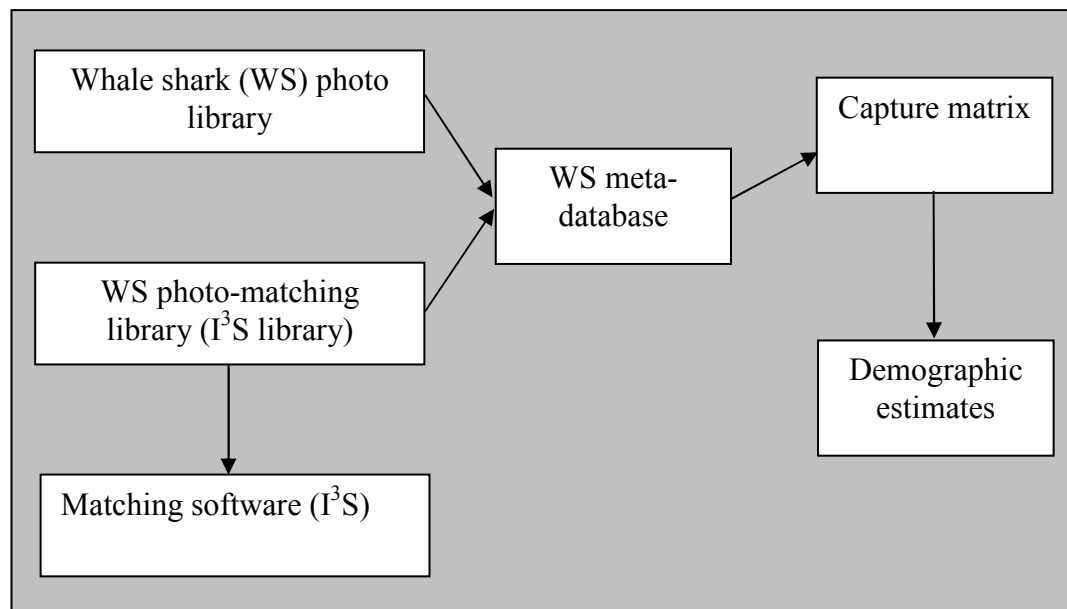 Whale shark (WS) photo
library
WS photo-matching
library (I³S library)
Matching software (I³S)
WS meta-
database
Capture matrix
Demographic
estimates